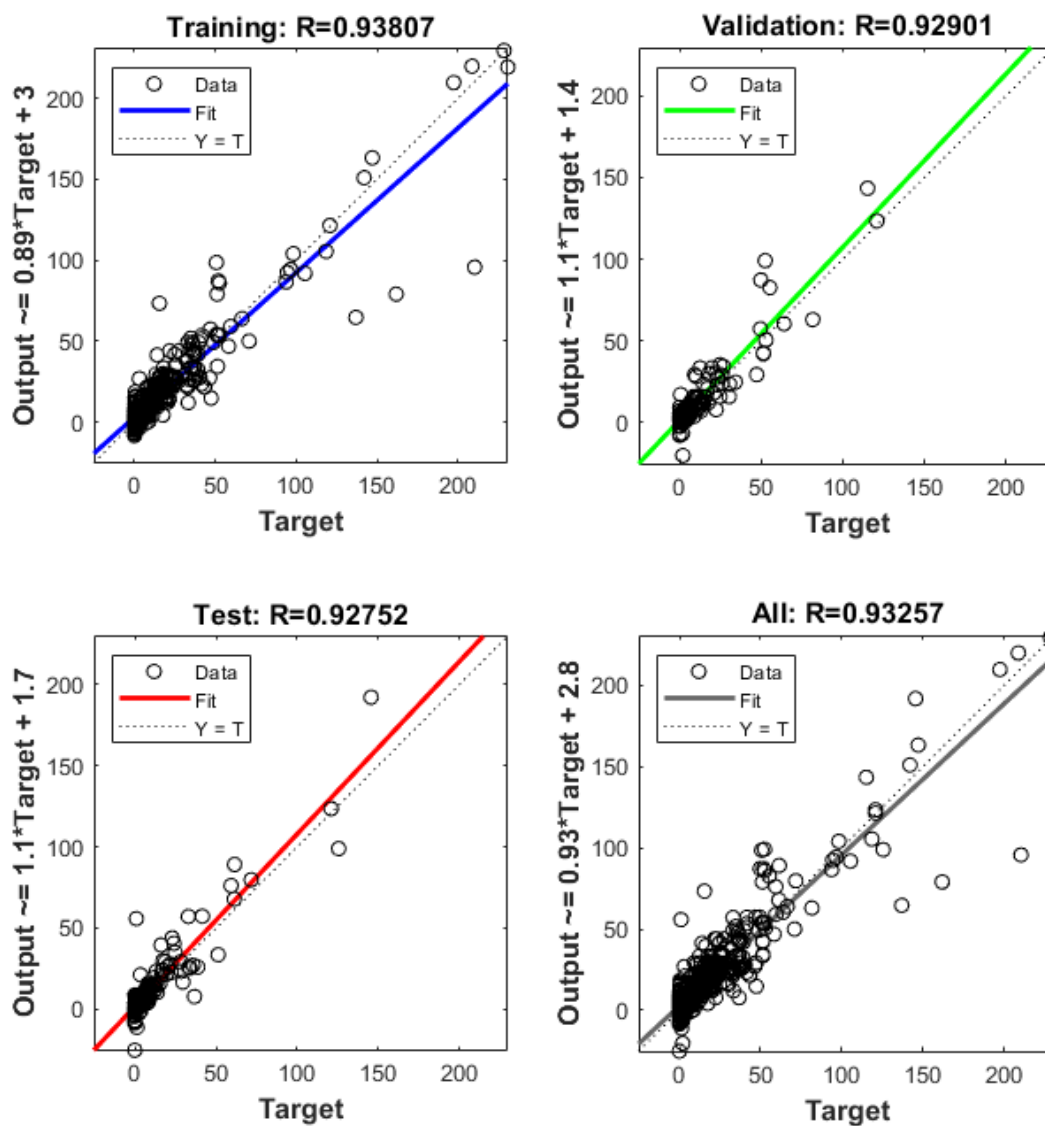 Training: R=0.93807
Output ~= 0.89*Target + 3
Data
Fit
Y = T
200
150
100
50
0
0 50 100 150 200
Target
Validation: R=0.92901
Output ~= 1.1*Target + 1.4
Data
Fit
Y = T
200
150
100
50
0
0 50 100 150 200
Target
Test: R=0.92752
Output ~= 1.1*Target + 1.7
Data
Fit
Y = T
200
150
100
50
0
0 50 100 150 200
Target
All: R=0.93257
Output ~= 0.93*Target + 2.8
Data
Fit
Y = T
200
150
100
50
0
0 50 100 150 200
Target